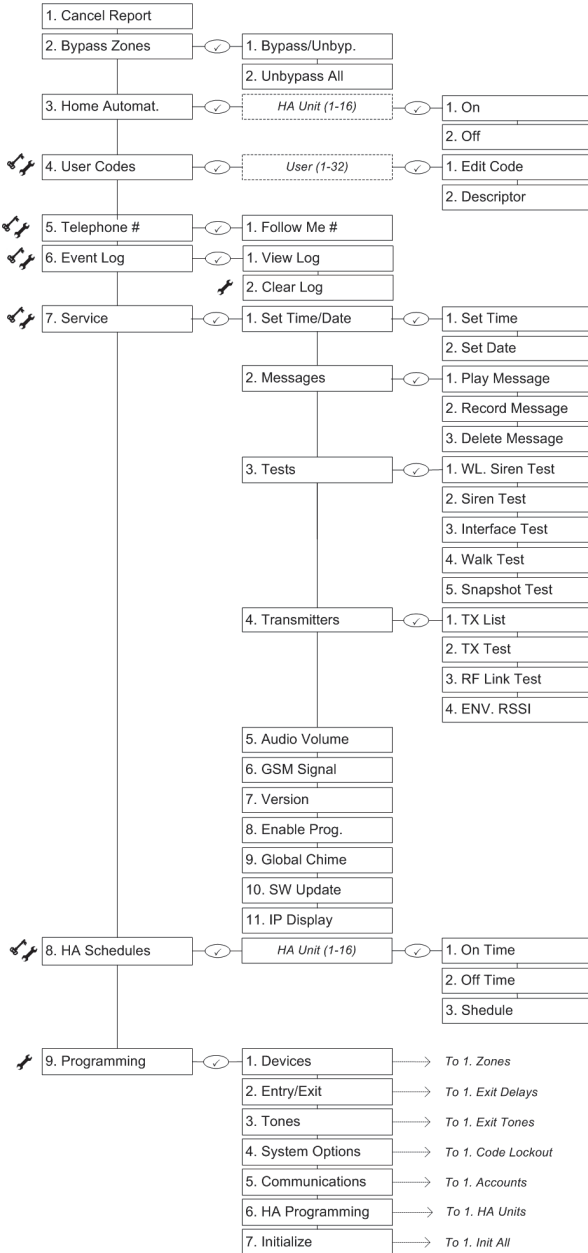 1. Cancel Report
2. Bypass Zones
1. Bypass/Unbyp.
2. Unbypass All
3. Home Automat.
HA Unit (1-16)
1. On
2. Off
4. User Codes
User (1-32)
1. Edit Code
2. Descriptor
5. Telephone #
1. Follow Me #
6. Event Log
1. View Log
2. Clear Log
7. Service
1. Set Time/Date
1. Set Time
2. Set Date
2. Messages
1. Play Message
2. Record Message
3. Delete Message
3. Tests
1. WL. Siren Test
2. Siren Test
3. Interface Test
4. Walk Test
5. Snapshot Test
4. Transmitters
1. TX List
2. TX Test
3. RF Link Test
4. ENV. RSSI
5. Audio Volume
6. GSM Signal
7. Version
8. Enable Prog.
9. Global Chime
10. SW Update
11. IP Display
8. HA Schedules
HA Unit (1-16)
1. On Time
2. Off Time
3. Shedule
9. Programming
1. Devices
To 1. Zones
2. Entry/Exit
To 1. Exit Delays
3. Tones
To 1. Exit Tones
4. System Options
To 1. Code Lockout
5. Communications
To 1. Accounts
6. HA Programming
To 1. HA Units
7. Initialize
To 1. Init All